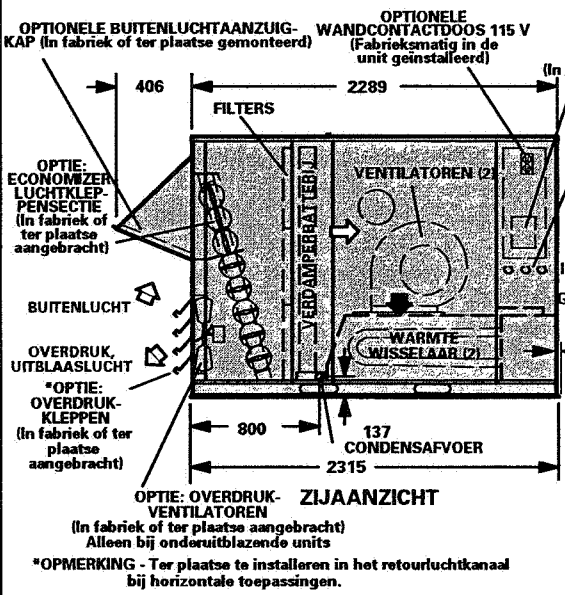 OPTIONELE BUITENLUCHTAANZUIG-
KAP (In fabriek of ter plaatse gemonteerd)
OPTIONELE
WANDCONTACTDOOS 115 V
(Fabrieksmatig in de
unit geïnstalleerd)
(In
406
2289
FILTERS
OPTIE:
ECONOMIZER
LUCHTKLEP-
PENSECTIE
(In fabriek of
ter plaatse
aangebracht)
VENTILATOREN (2)
VERDAMPERBATTERIJ
BUITENLUCHT
OVERDRUK,
UITBLAASLUCHT
WARMTE
WISSELAAR (2)
*OPTIE:
OVERDRUK-
KLEPPEN
(In fabriek of ter
plaatse
aangebracht)
800
137
CONDENSAFVOER
2315
OPTIE: OVERDRUK-
VENTILATOREN
(In fabriek of ter plaatse aangebracht)
Alleen bij onderuitblazende units
ZIJAANZICHT
*OPMERKING - Ter plaatse te installeren in het retourluchtkanaal
bij horizontale toepassingen.